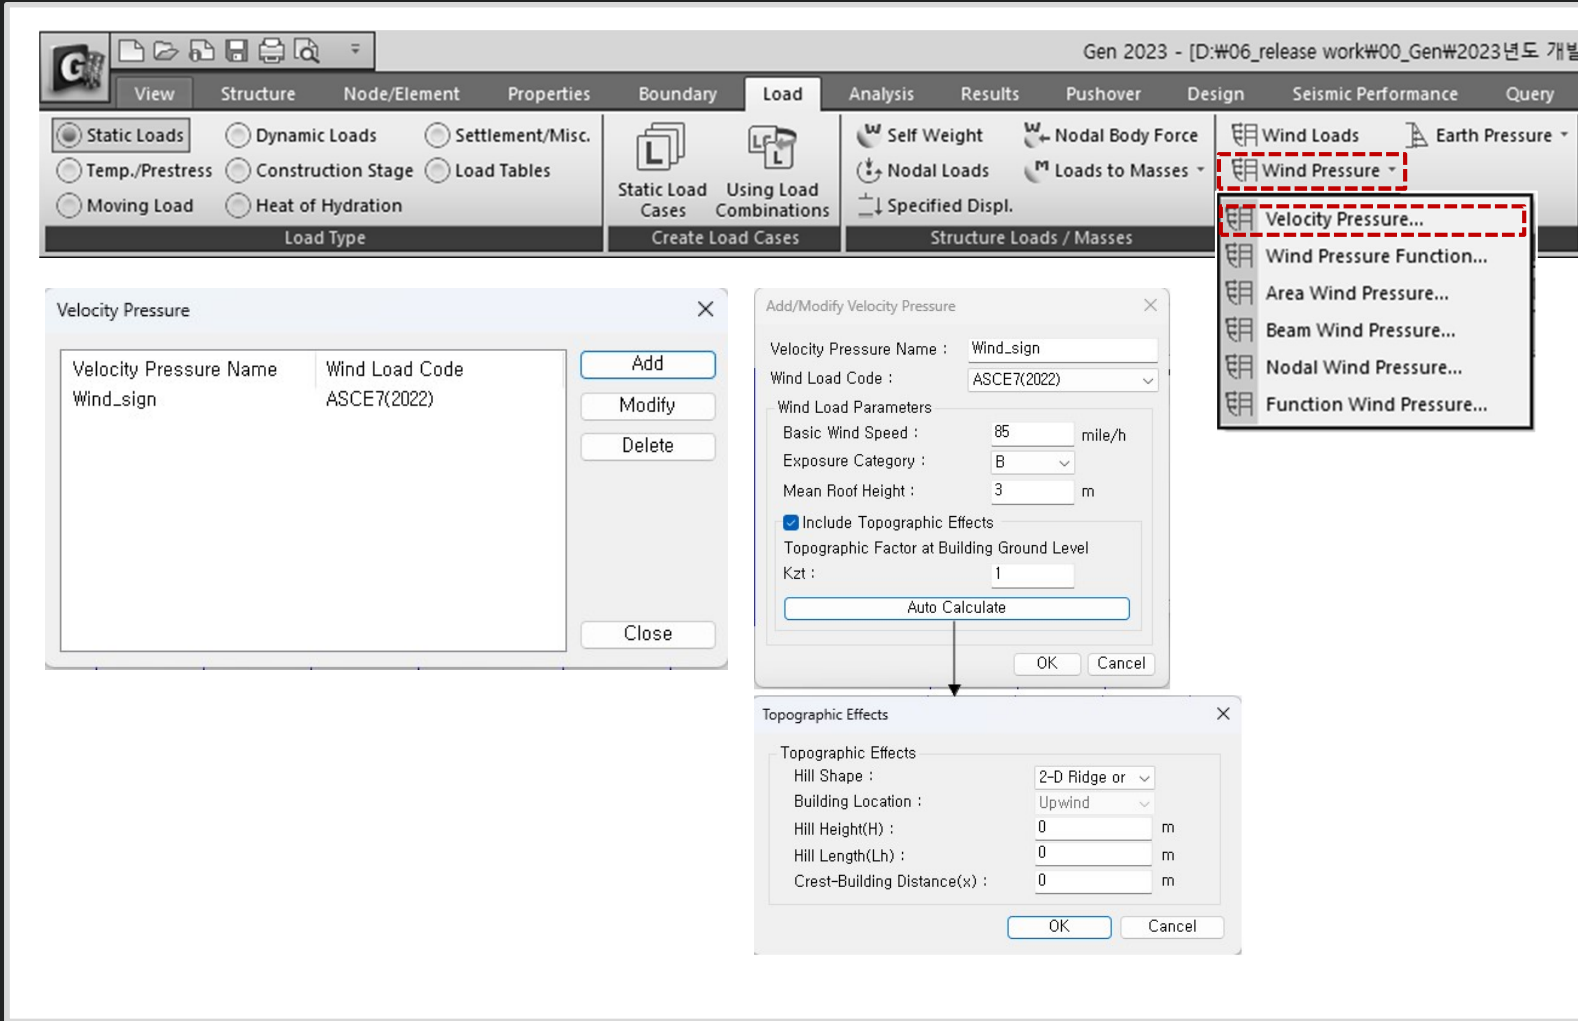 Gen 2023 - [D:₩06_release work₩00_Gen₩2023년도 개발
View Structure Node/Element Properties Boundary Load Analysis Results Pushover Design Seismic Performance Query
Static Loads Dynamic Loads Settlement/Misc.
Temp./Prestress Construction Stage Load Tables
Moving Load Heat of Hydration
Load Type
Static Load Cases
Using Load Combinations
Create Load Cases
Self Weight Nodal Body Force
Nodal Loads Loads to Masses
Specified Displ.
Structure Loads / Masses
Wind Loads Earth Pressure
Wind Pressure
Velocity Pressure...
Wind Pressure Function...
Area Wind Pressure...
Beam Wind Pressure...
Nodal Wind Pressure...
Function Wind Pressure...
Velocity Pressure
Velocity Pressure Name Wind Load Code
Wind_sign ASCE7(2022)
Add
Modify
Delete
Close
Add/Modify Velocity Pressure
Velocity Pressure Name : Wind_sign
Wind Load Code : ASCE7(2022)
Wind Load Parameters
Basic Wind Speed : 85 mile/h
Exposure Category : B
Mean Roof Height : 3 m
Include Topographic Effects
Topographic Factor at Building Ground Level
Kzt : 1
Auto Calculate
OK Cancel
Topographic Effects
Topographic Effects
Hill Shape : 2-D Ridge or
Building Location : Upwind
Hill Height(H) : 0 m
Hill Length(Lh) : 0 m
Crest-Building Distance(x) : 0 m
OK Cancel